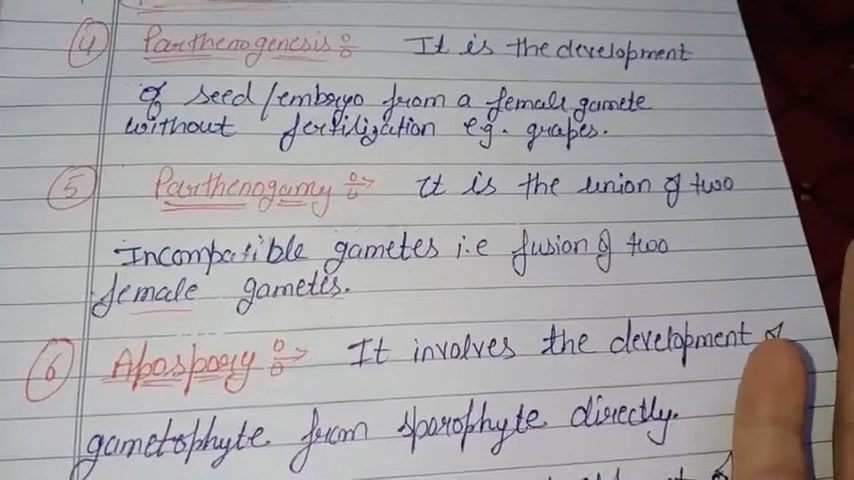 4 Parthenogenesis : It is the development
of seed/embryo from a female gamete
without fertilization e.g. grapes.
5 Parthenogamy :-> It is the union of two
Incompatible gametes i.e fusion of two
female gametes.
6 Apospory :-> It involves the development of
gametophyte from sporophyte directly.